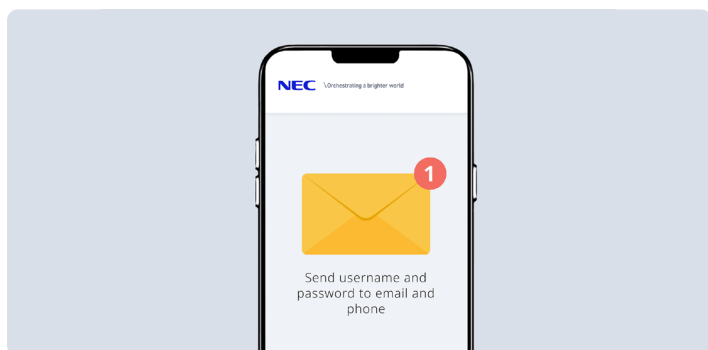 NEC \Orchestrating a brighter world
1
Send username and
password to email and
phone